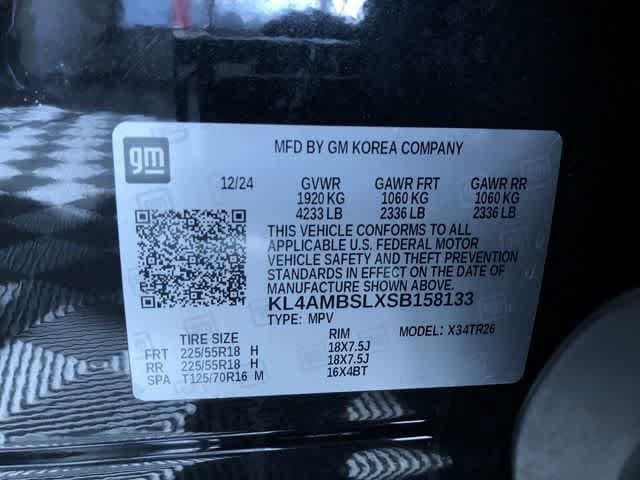 gm
MFD BY GM KOREA COMPANY
12/24 GVWR GAWR FRT GAWR RR
1920 KG 1060 KG 1060 KG
4233 LB 2336 LB 2336 LB
THIS VEHICLE CONFORMS TO ALL
APPLICABLE U.S. FEDERAL MOTOR
VEHICLE SAFETY AND THEFT PREVENTION
STANDARDS IN EFFECT ON THE DATE OF
MANUFACTURE SHOWN ABOVE.
KL4AMBSLXSB158133
TYPE: MPV MODEL: X34TR26
TIRE SIZE RIM
FRT 225/55R18 H 18X7.5J
RR 225/55R18 H 18X7.5J
SPA T125/70R16 M 16X4BT